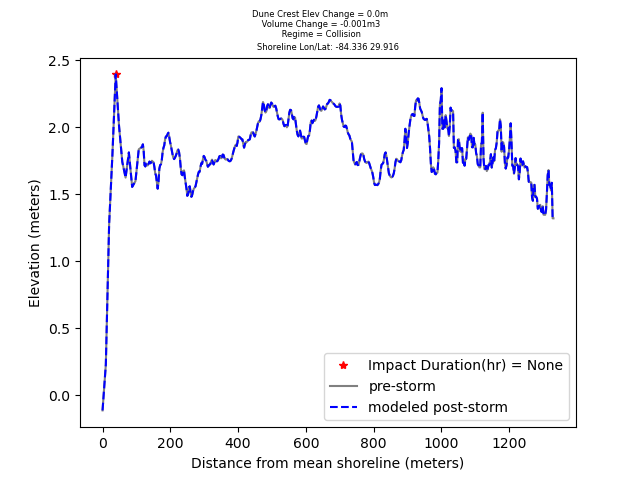 Dune Crest Elev Change = 0.0m
Volume Change = -0.001m3
Regime = Collision
Shoreline Lon/Lat: -84.336 29.916
2.5
2.0
1.5
1.0
0.5
0.0
Elevation (meters)
Impact Duration(hr) = None
pre-storm
modeled post-storm
0
200
400
600
800
1000
1200
Distance from mean shoreline (meters)